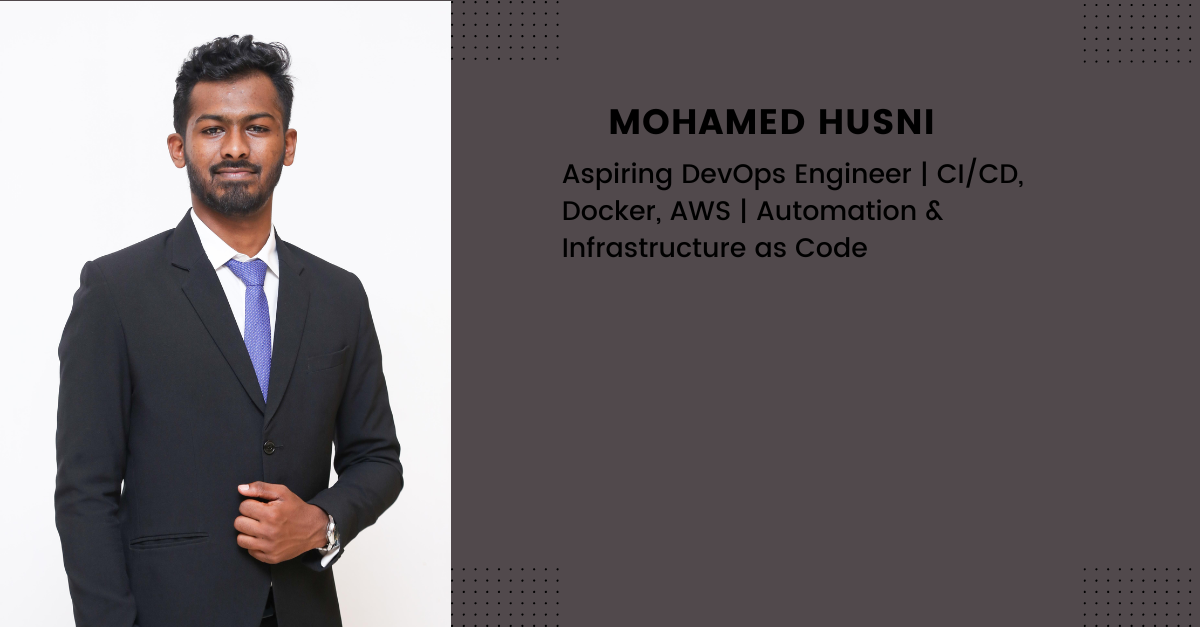 MOHAMED HUSNI
Aspiring DevOps Engineer | CI/CD,
Docker, AWS | Automation &
Infrastructure as Code